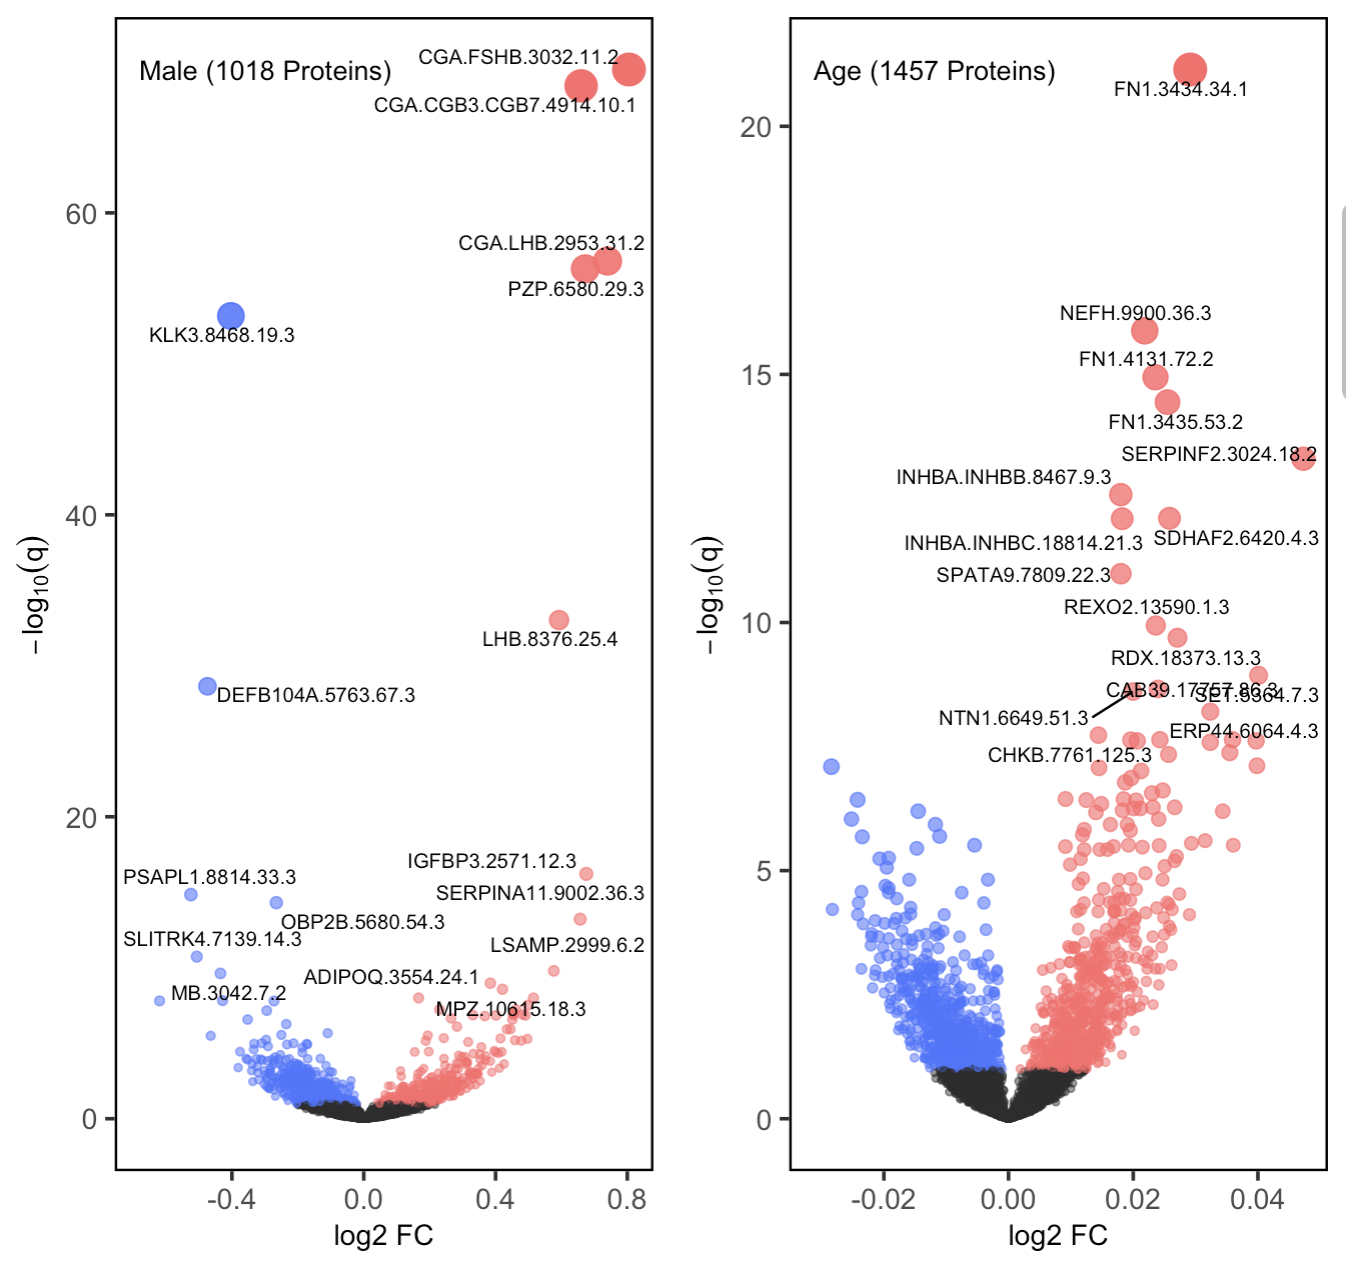 Male (1018 Proteins)
CGA.FSHB.3032.11.2
CGA.CGB3.CGB7.4914.10.1
60
CGA.LHB.2953.31.2
PZP.6580.29.3
KLK3.8468.19.3
40
−log10(q)
LHB.8376.25.4
DEFB104A.5763.67.3
20
IGFBP3.2571.12.3
PSAPL1.8814.33.3
SERPINA11.9002.36.3
OBP2B.5680.54.3
SLITRK4.7139.14.3
LSAMP.2999.6.2
ADIPOQ.3554.24.1
MB.3042.7.2
MPZ.10615.18.3
0
-0.4 0.0 0.4 0.8
log2 FC
Age (1457 Proteins)
FN1.3434.34.1
20
NEFH.9900.36.3
FN1.4131.72.2
15
FN1.3435.53.2
SERPINF2.3024.18.2
INHBA.INHBB.8467.9.3
SDHAF2.6420.4.3
INHBA.INHBC.18814.21.3
−log10(q)
SPATA9.7809.22.3
REXO2.13590.1.3
10
RDX.18373.13.3
CAB39.17757.86.3
SET.5364.7.3
NTN1.6649.51.3
ERP44.6064.4.3
CHKB.7761.125.3
5
0
-0.02 0.00 0.02 0.04
log2 FC